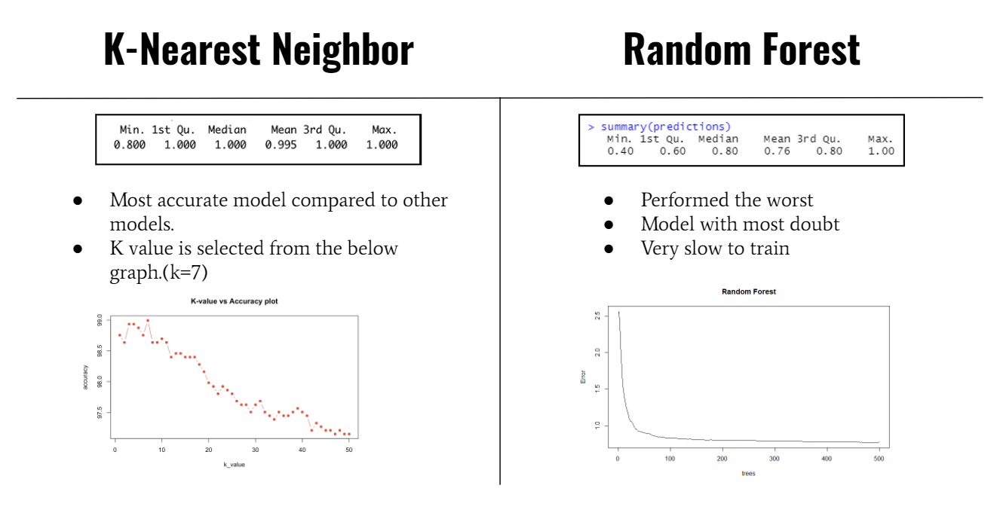 K-Nearest Neighbor
Min. 1st Qu. Median Mean 3rd Qu. Max.
0.800 1.000 1.000 0.995 1.000 1.000
● Most accurate model compared to other
models.
● K value is selected from the below
graph.(k=7)
K-value vs Accuracy plot
99.0
98.5
98.0
97.5
accuracy
0 10 20 30 40 50
k_value
Random Forest
> summary(predictions)
Min. 1st Qu. Median Mean 3rd Qu. Max.
0.40 0.60 0.80 0.76 0.80 1.00
● Performed the worst
● Model with most doubt
● Very slow to train
Random Forest
2.5
2.0
1.5
1.0
Error
0 100 200 300 400 500
trees